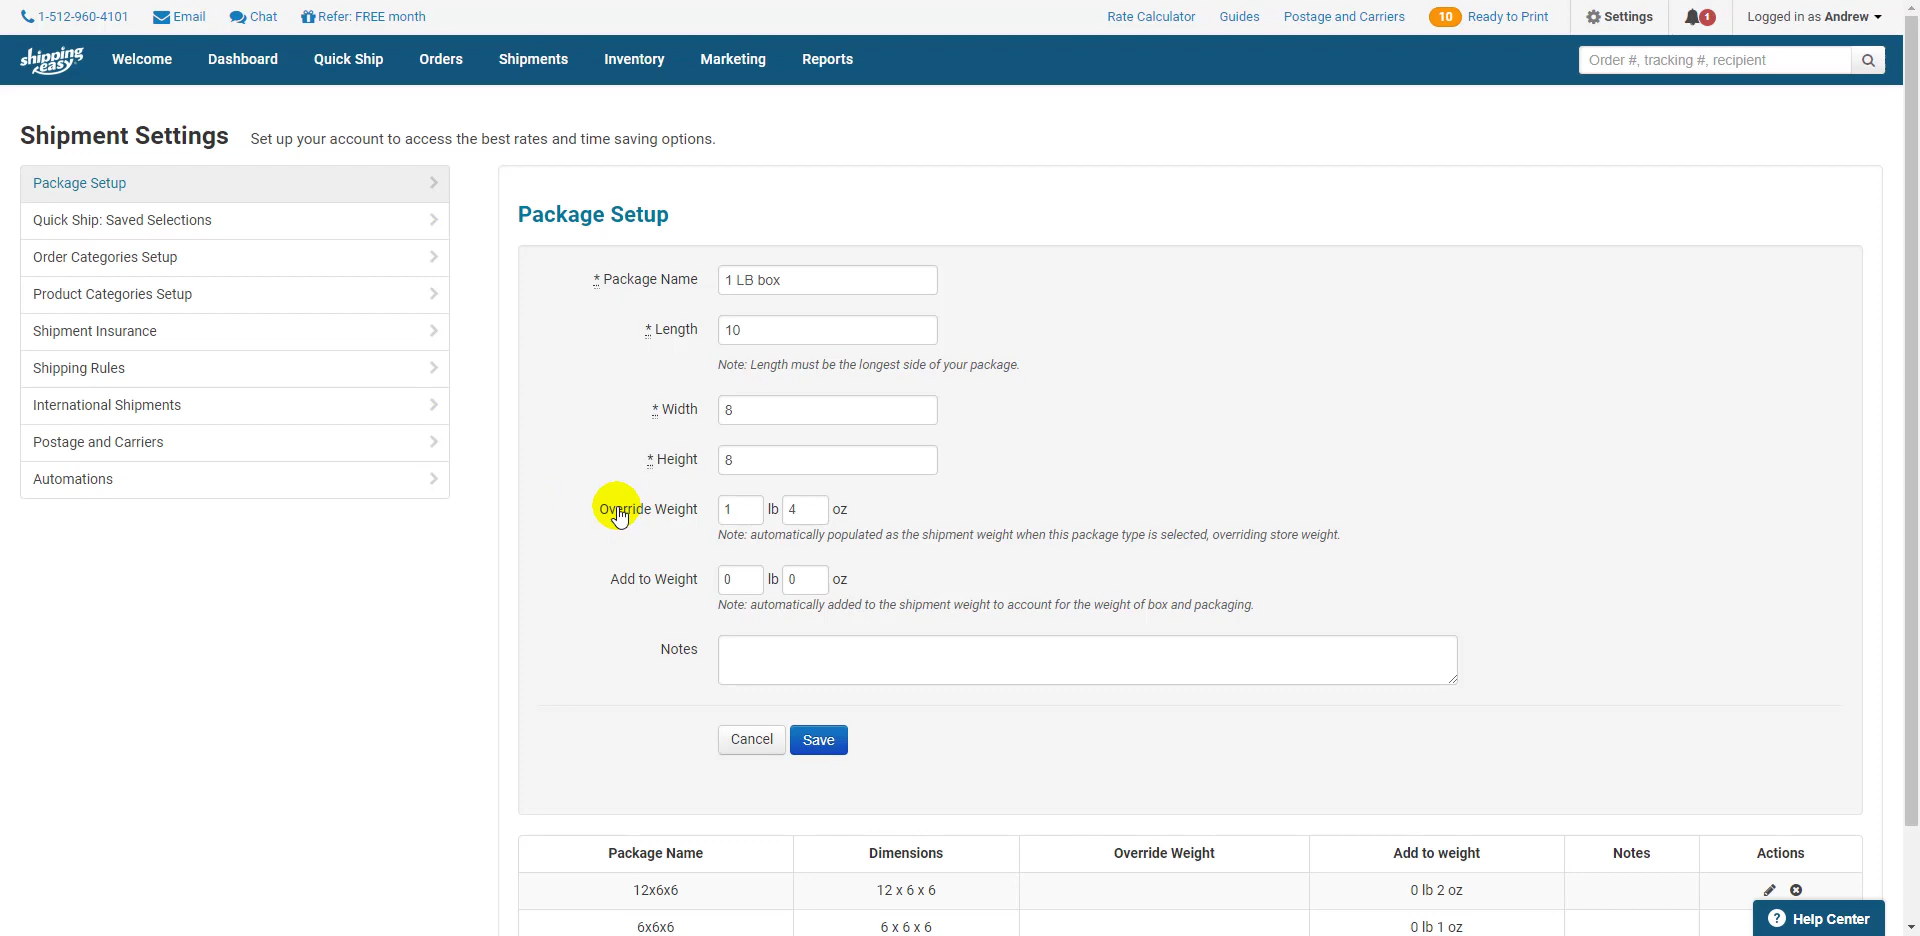 1-512-960-4101 Email Chat Refer: FREE month Rate Calculator Guides Postage and Carriers 10 Ready to Print Settings 1 Logged in as Andrew
shipping easy Welcome Dashboard Quick Ship Orders Shipments Inventory Marketing Reports Order #, tracking #, recipient
Shipment Settings Set up your account to access the best rates and time saving options.
Package Setup
Quick Ship: Saved Selections
Order Categories Setup
Product Categories Setup
Shipment Insurance
Shipping Rules
International Shipments
Postage and Carriers
Automations
Package Setup
* Package Name 1 LB box
* Length 10
Note: Length must be the longest side of your package.
* Width 8
* Height 8
Override Weight 1 lb 4 oz
Note: automatically populated as the shipment weight when this package type is selected, overriding store weight.
Add to Weight 0 lb 0 oz
Note: automatically added to the shipment weight to account for the weight of box and packaging.
Notes
Cancel Save
Package Name Dimensions Override Weight Add to weight Notes Actions
12x6x6 12 x 6 x 6 0 lb 2 oz
6x6x6 6 x 6 x 6 0 lb 1 oz
? Help Center